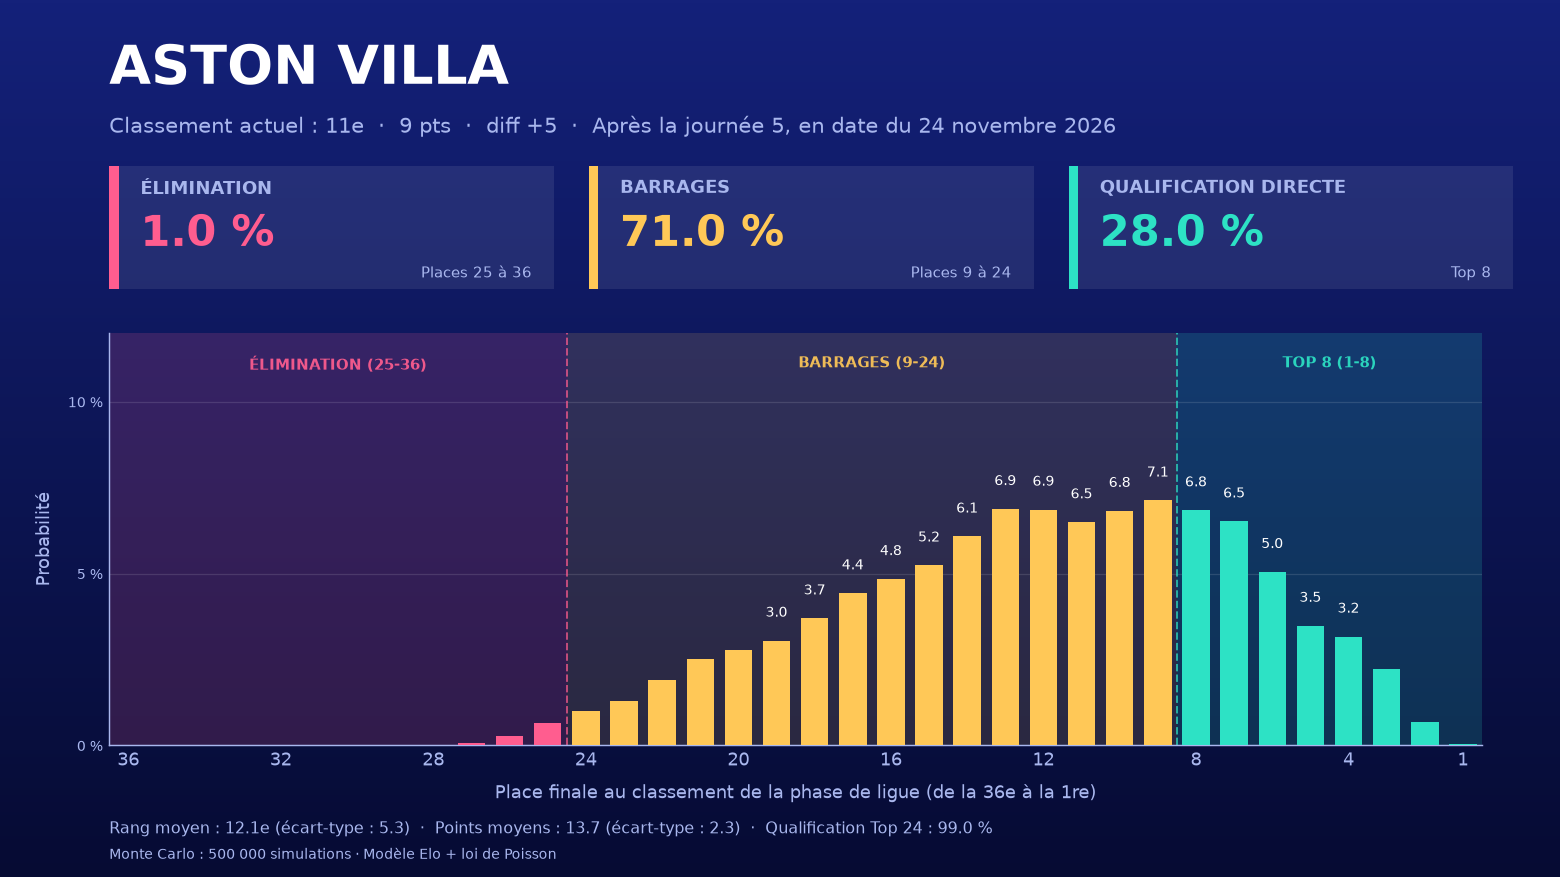 ASTON VILLA
Classement actuel : 11e · 9 pts · diff +5 · Après la journée 5, en date du 24 novembre 2026
ÉLIMINATION
1.0 %
Places 25 à 36
BARRAGES
71.0 %
Places 9 à 24
QUALIFICATION DIRECTE
28.0 %
Top 8
ÉLIMINATION (25-36)
BARRAGES (9-24)
TOP 8 (1-8)
Probabilité
10 %
5 %
0 %
3.0
3.7
4.4
4.8
5.2
6.1
6.9
6.9
6.5
6.8
7.1
6.8
6.5
5.0
3.5
3.2
36 32 28 24 20 16 12 8 4 1
Place finale au classement de la phase de ligue (de la 36e à la 1re)
Rang moyen : 12.1e (écart-type : 5.3) · Points moyens : 13.7 (écart-type : 2.3) · Qualification Top 24 : 99.0 %
Monte Carlo : 500 000 simulations · Modèle Elo + loi de Poisson